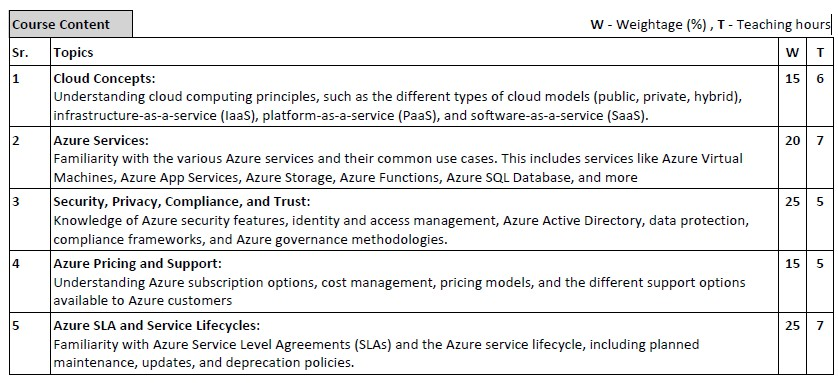 Course Content W - Weightage (%) , T - Teaching hours
Sr. Topics W T
1 Cloud Concepts: 15 6
Understanding cloud computing principles, such as the different types of cloud models (public, private, hybrid),
infrastructure-as-a-service (IaaS), platform-as-a-service (PaaS), and software-as-a-service (SaaS).
2 Azure Services: 20 7
Familiarity with the various Azure services and their common use cases. This includes services like Azure Virtual
Machines, Azure App Services, Azure Storage, Azure Functions, Azure SQL Database, and more
3 Security, Privacy, Compliance, and Trust: 25 5
Knowledge of Azure security features, identity and access management, Azure Active Directory, data protection,
compliance frameworks, and Azure governance methodologies.
4 Azure Pricing and Support: 15 5
Understanding Azure subscription options, cost management, pricing models, and the different support options
available to Azure customers
5 Azure SLA and Service Lifecycles: 25 7
Familiarity with Azure Service Level Agreements (SLAs) and the Azure service lifecycle, including planned
maintenance, updates, and deprecation policies.